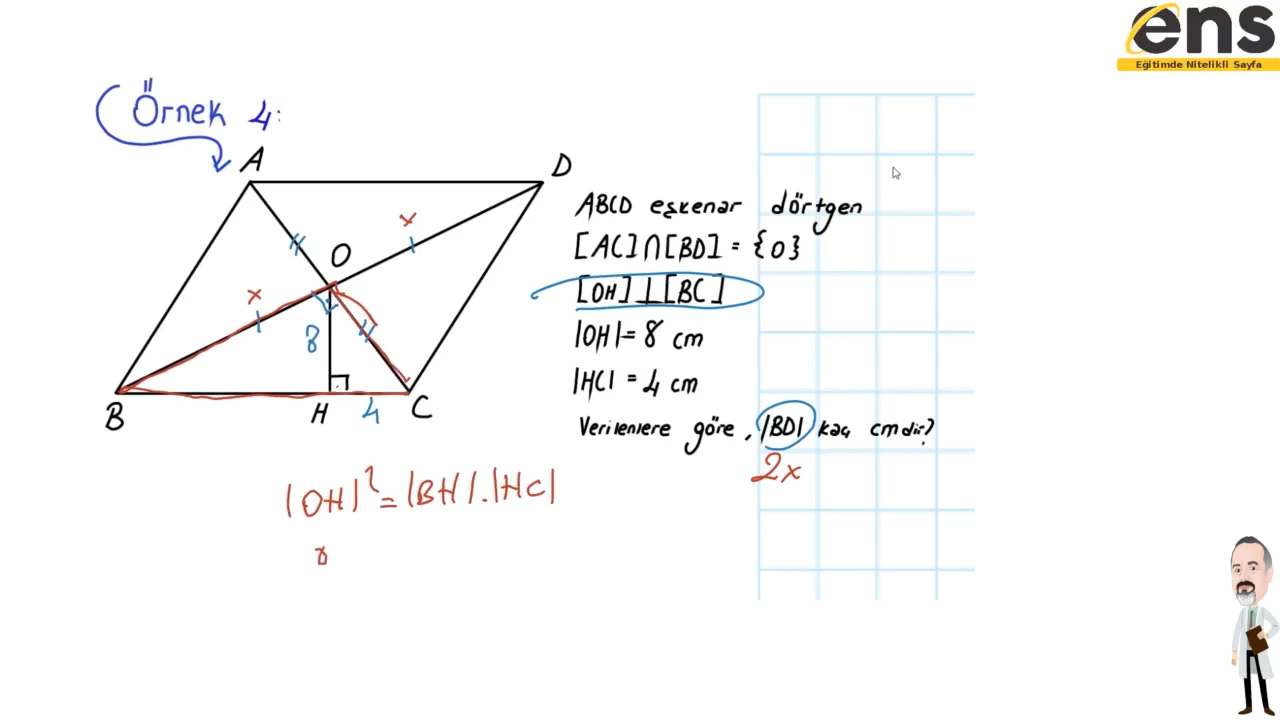 ens
Eğitimde Nitelikli Sayfa
Örnek 4:
A
D
x
O
x
8
B
H
4
C
ABCD eşkenar dörtgen
[AC]∩[BD] = {O}
[OH]⊥[BC]
|OH|= 8 cm
|HC| = 4 cm
Verilenlere göre, |BD| kaç cmdir?
2x
|OH|² = |BH|.|HC|
8